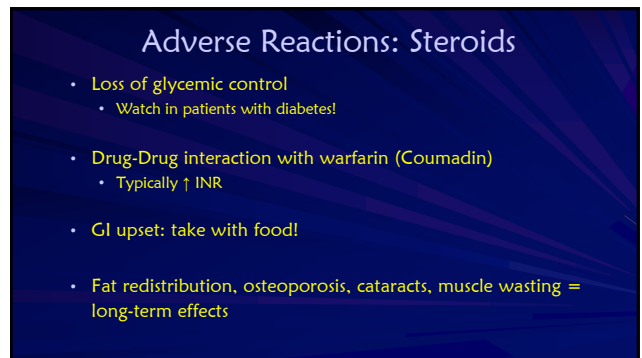 Adverse Reactions: Steroids
• Loss of glycemic control
• Watch in patients with diabetes!
• Drug-Drug interaction with warfarin (Coumadin)
• Typically ↑ INR
• GI upset: take with food!
• Fat redistribution, osteoporosis, cataracts, muscle wasting =
long-term effects